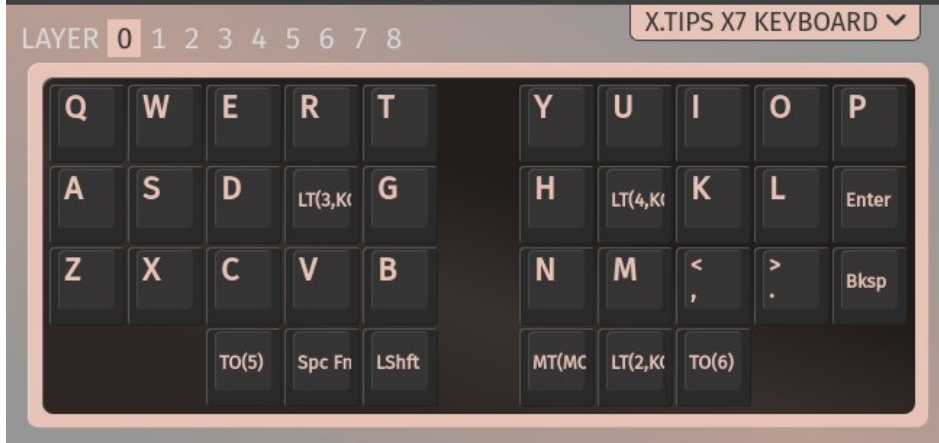 X.TIPS X7 KEYBOARD
LAYER 0 1 2 3 4 5 6 7 8
Q W E R T Y U I O P
A S D LT(3,K( G H LT(4,K( K L Enter
Z X C V B N M < > Bksp
, .
TO(5) Spc Fn LShft MT(MC LT(2,K( TO(6)